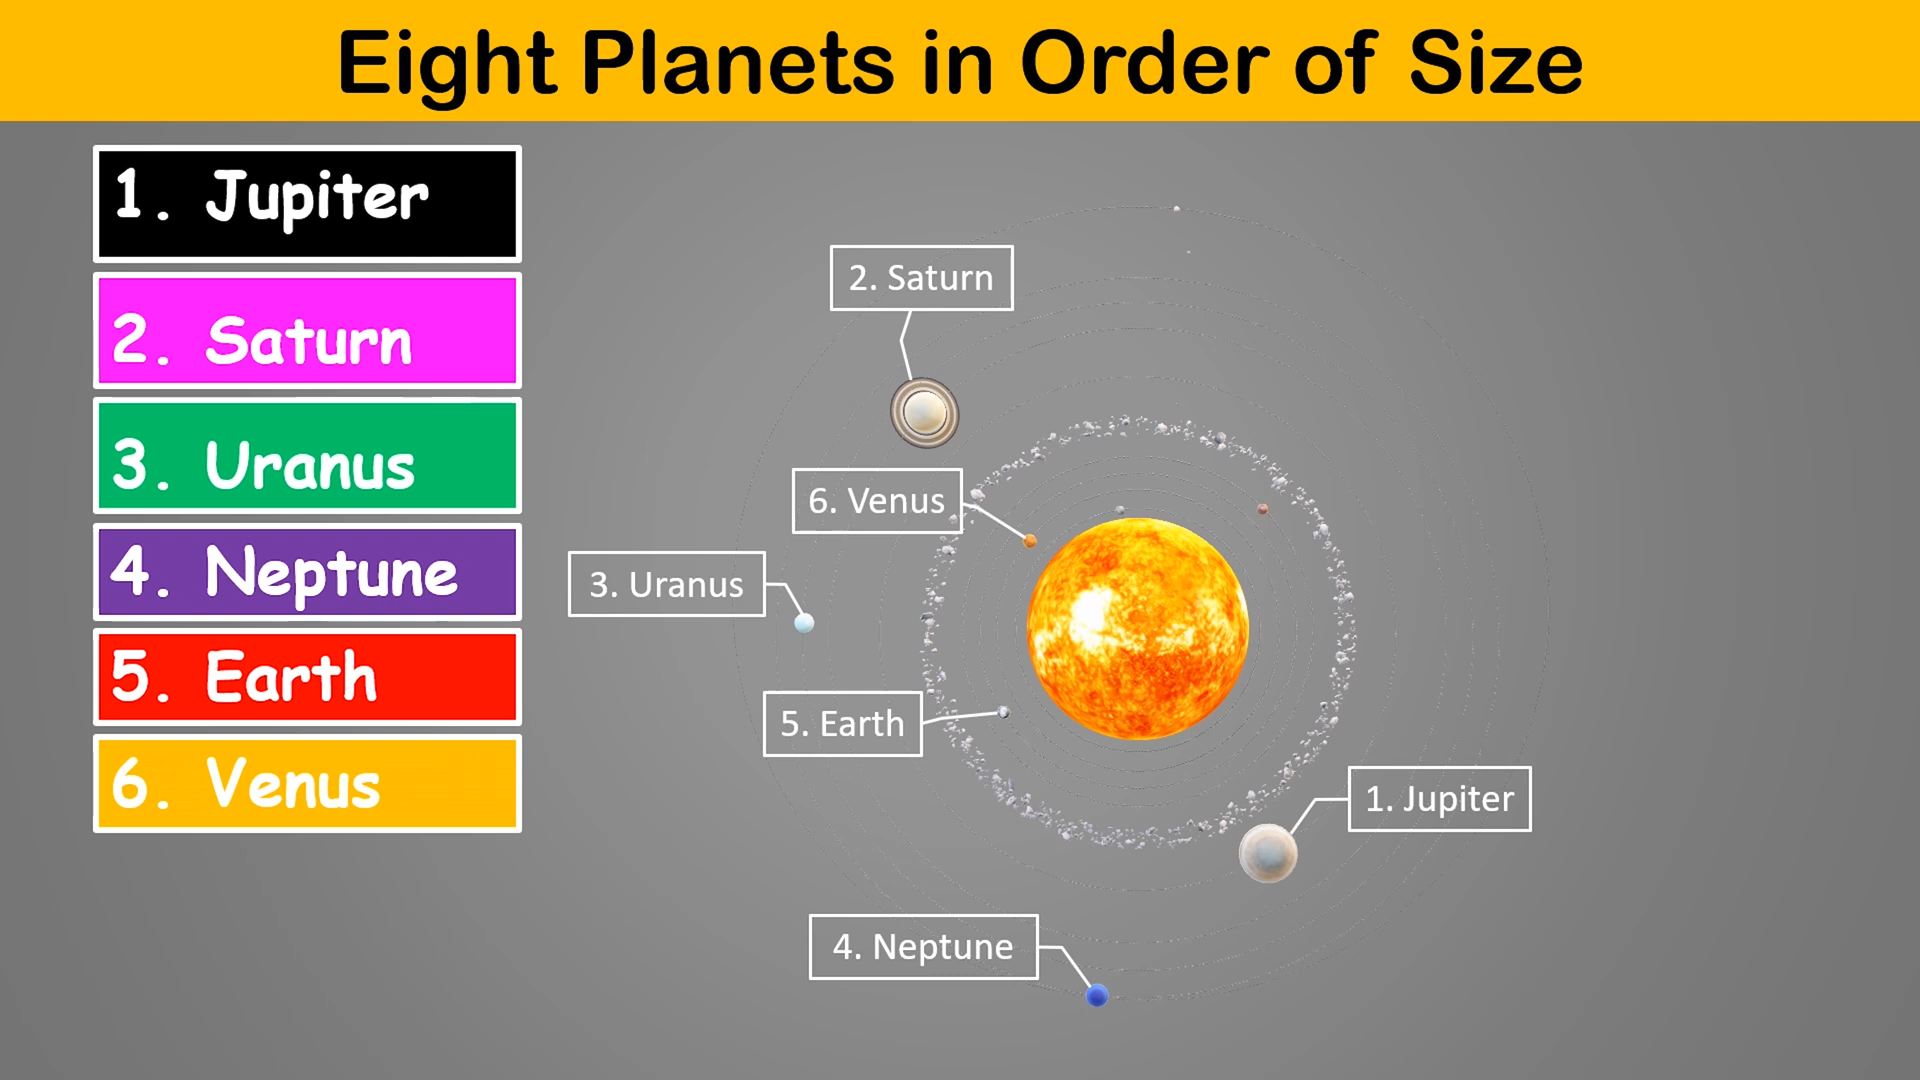 Eight Planets in Order of Size
1. Jupiter
2. Saturn
3. Uranus
4. Neptune
5. Earth
6. Venus
2. Saturn
6. Venus
3. Uranus
5. Earth
1. Jupiter
4. Neptune